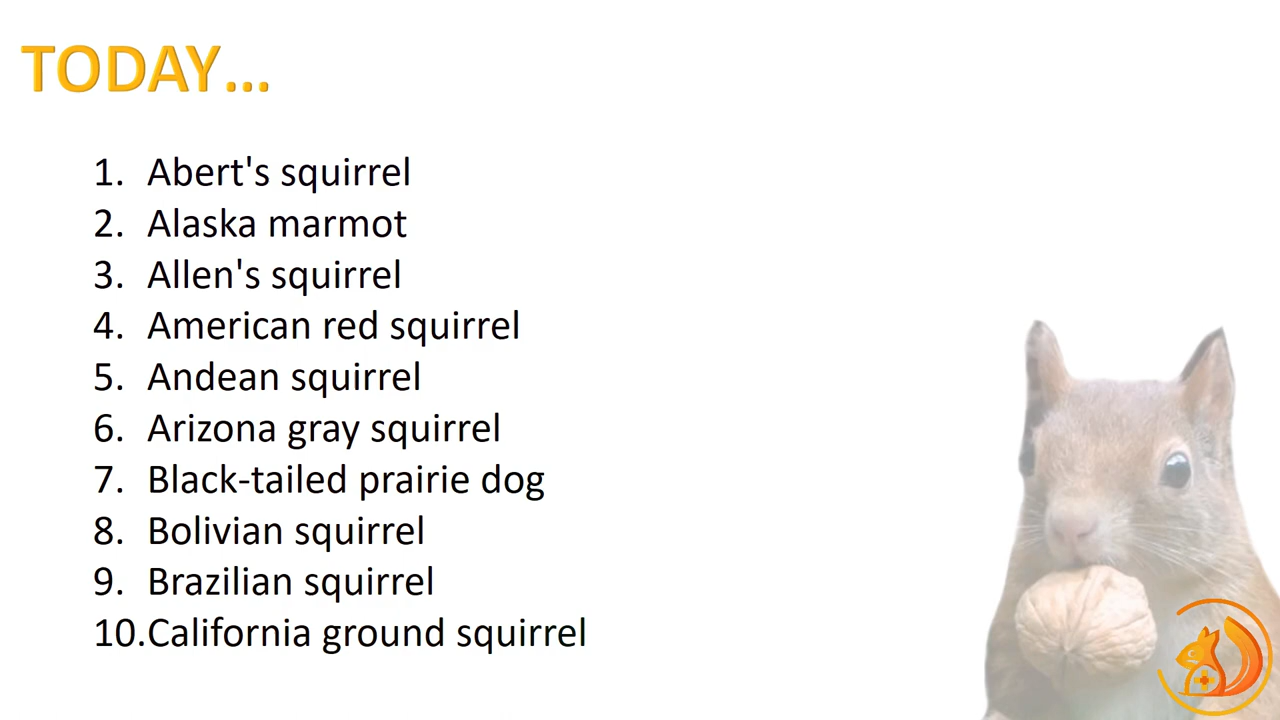 TODAY...
1. Abert's squirrel
2. Alaska marmot
3. Allen's squirrel
4. American red squirrel
5. Andean squirrel
6. Arizona gray squirrel
7. Black-tailed prairie dog
8. Bolivian squirrel
9. Brazilian squirrel
10.California ground squirrel